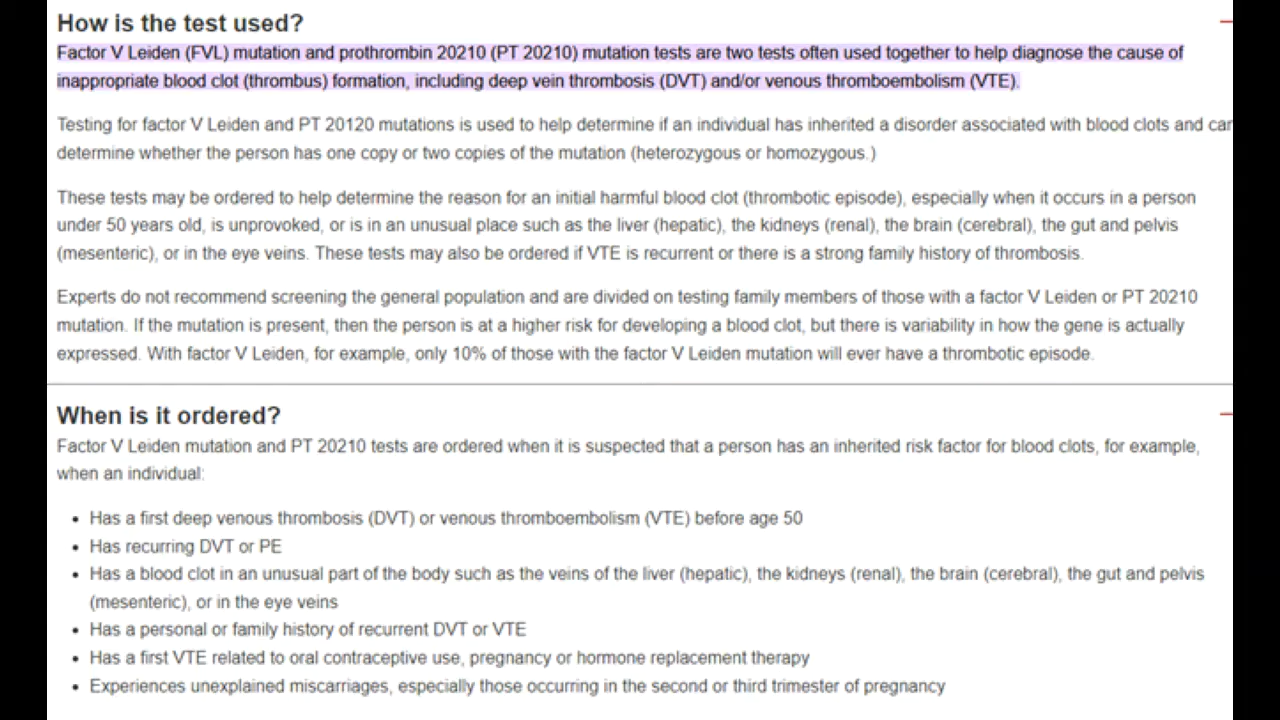 How is the test used?
Factor V Leiden (FVL) mutation and prothrombin 20210 (PT 20210) mutation tests are two tests often used together to help diagnose the cause of
inappropriate blood clot (thrombus) formation, including deep vein thrombosis (DVT) and/or venous thromboembolism (VTE).
Testing for factor V Leiden and PT 20120 mutations is used to help determine if an individual has inherited a disorder associated with blood clots and can
determine whether the person has one copy or two copies of the mutation (heterozygous or homozygous.)
These tests may be ordered to help determine the reason for an initial harmful blood clot (thrombotic episode), especially when it occurs in a person
under 50 years old, is unprovoked, or is in an unusual place such as the liver (hepatic), the kidneys (renal), the brain (cerebral), the gut and pelvis
(mesenteric), or in the eye veins. These tests may also be ordered if VTE is recurrent or there is a strong family history of thrombosis.
Experts do not recommend screening the general population and are divided on testing family members of those with a factor V Leiden or PT 20210
mutation. If the mutation is present, then the person is at a higher risk for developing a blood clot, but there is variability in how the gene is actually
expressed. With factor V Leiden, for example, only 10% of those with the factor V Leiden mutation will ever have a thrombotic episode.
When is it ordered?
Factor V Leiden mutation and PT 20210 tests are ordered when it is suspected that a person has an inherited risk factor for blood clots, for example,
when an individual:
• Has a first deep venous thrombosis (DVT) or venous thromboembolism (VTE) before age 50
• Has recurring DVT or PE
• Has a blood clot in an unusual part of the body such as the veins of the liver (hepatic), the kidneys (renal), the brain (cerebral), the gut and pelvis
(mesenteric), or in the eye veins
• Has a personal or family history of recurrent DVT or VTE
• Has a first VTE related to oral contraceptive use, pregnancy or hormone replacement therapy
• Experiences unexplained miscarriages, especially those occurring in the second or third trimester of pregnancy